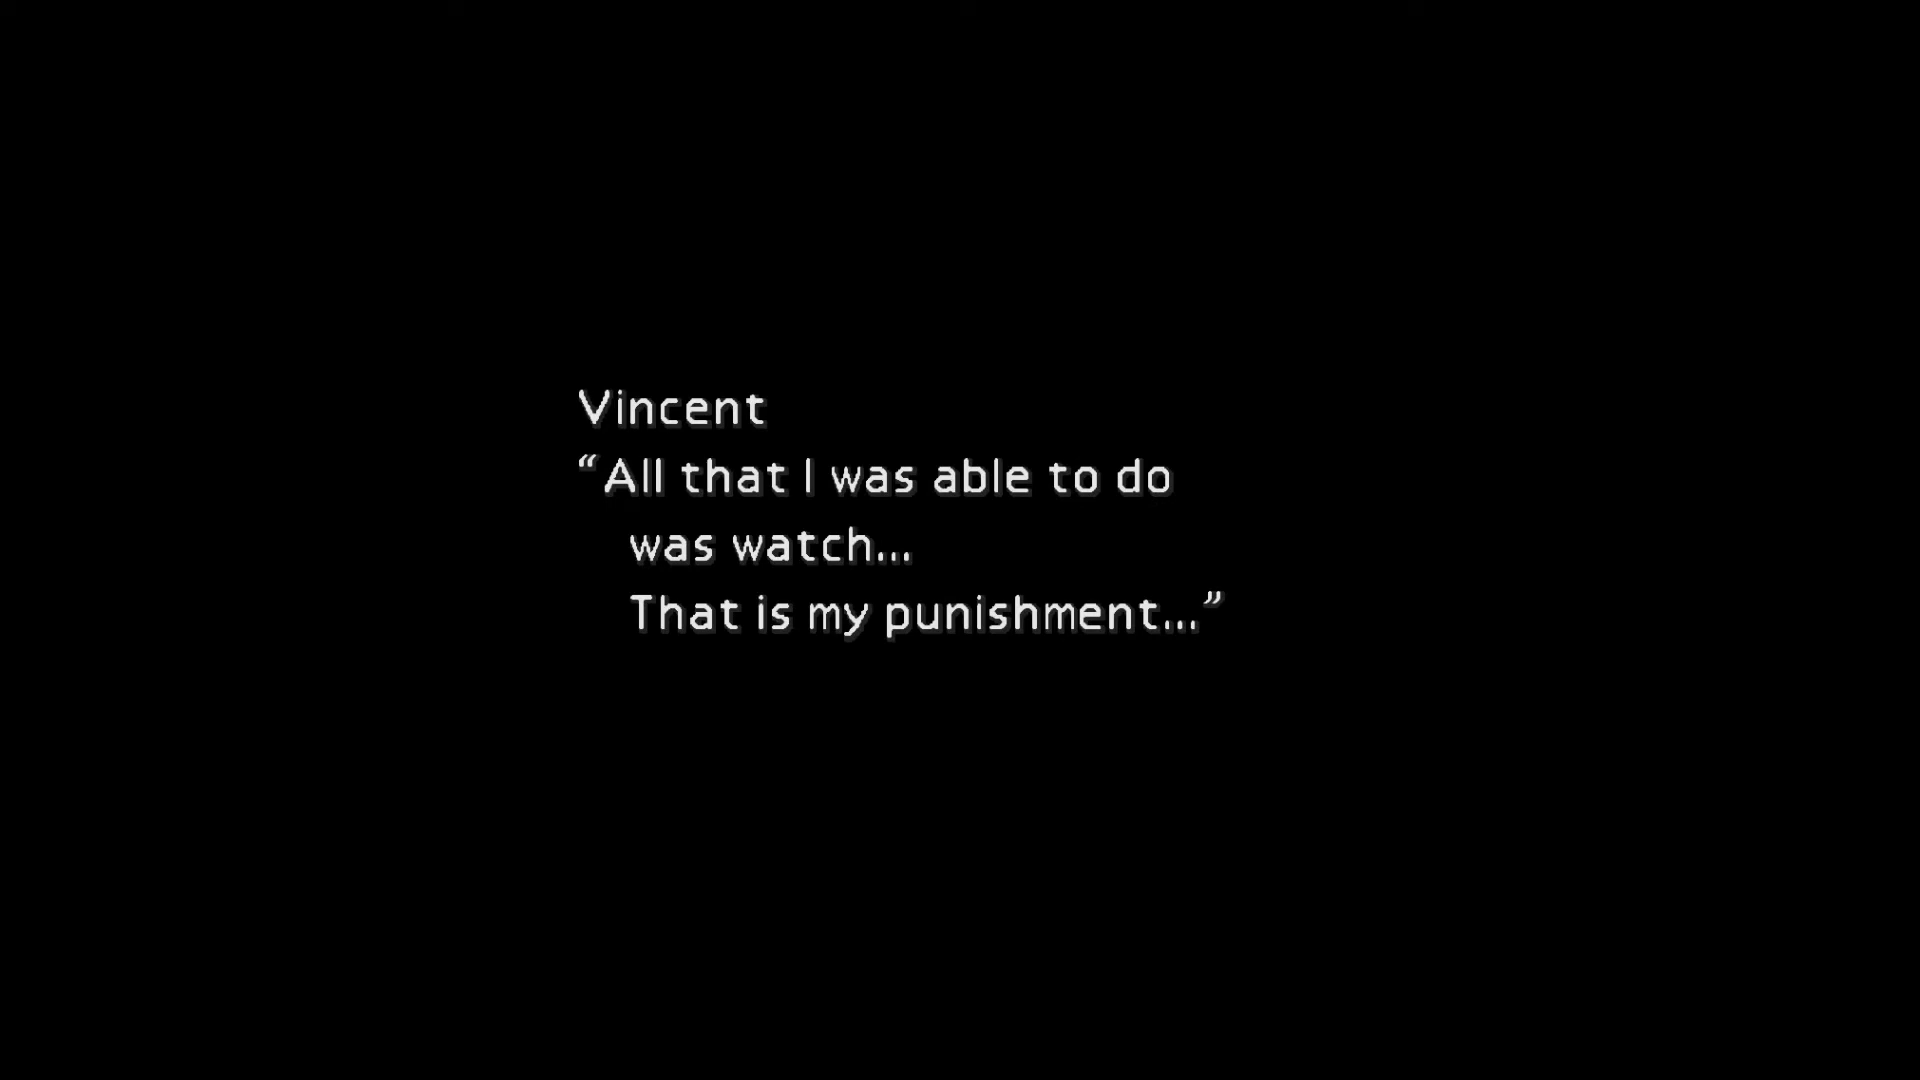 Vincent
“All that I was able to do
was watch...
That is my punishment...”